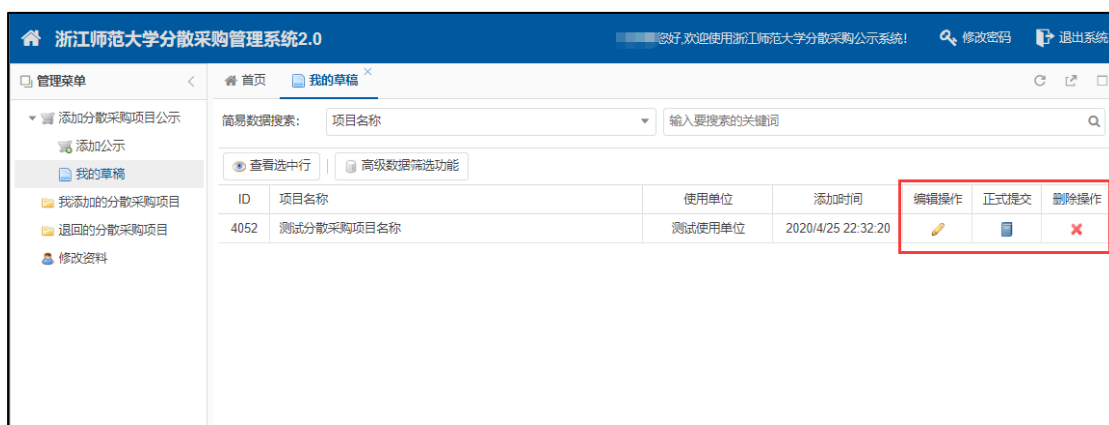 浙江师范大学分散采购管理系统2.0 您好,欢迎使用浙江师范大学分散采购公示系统! 修改密码 退出系统
管理菜单 首页 我的草稿
添加分散采购项目公示 简易数据搜索: 项目名称 输入要搜索的关键词
添加公示
我的草稿 查看选中行 高级数据筛选功能
我添加的分散采购项目 ID 项目名称 使用单位 添加时间 编辑操作 正式提交 删除操作
退回的分散采购项目 4052 测试分散采购项目名称 测试使用单位 2020/4/25 22:32:20
修改资料